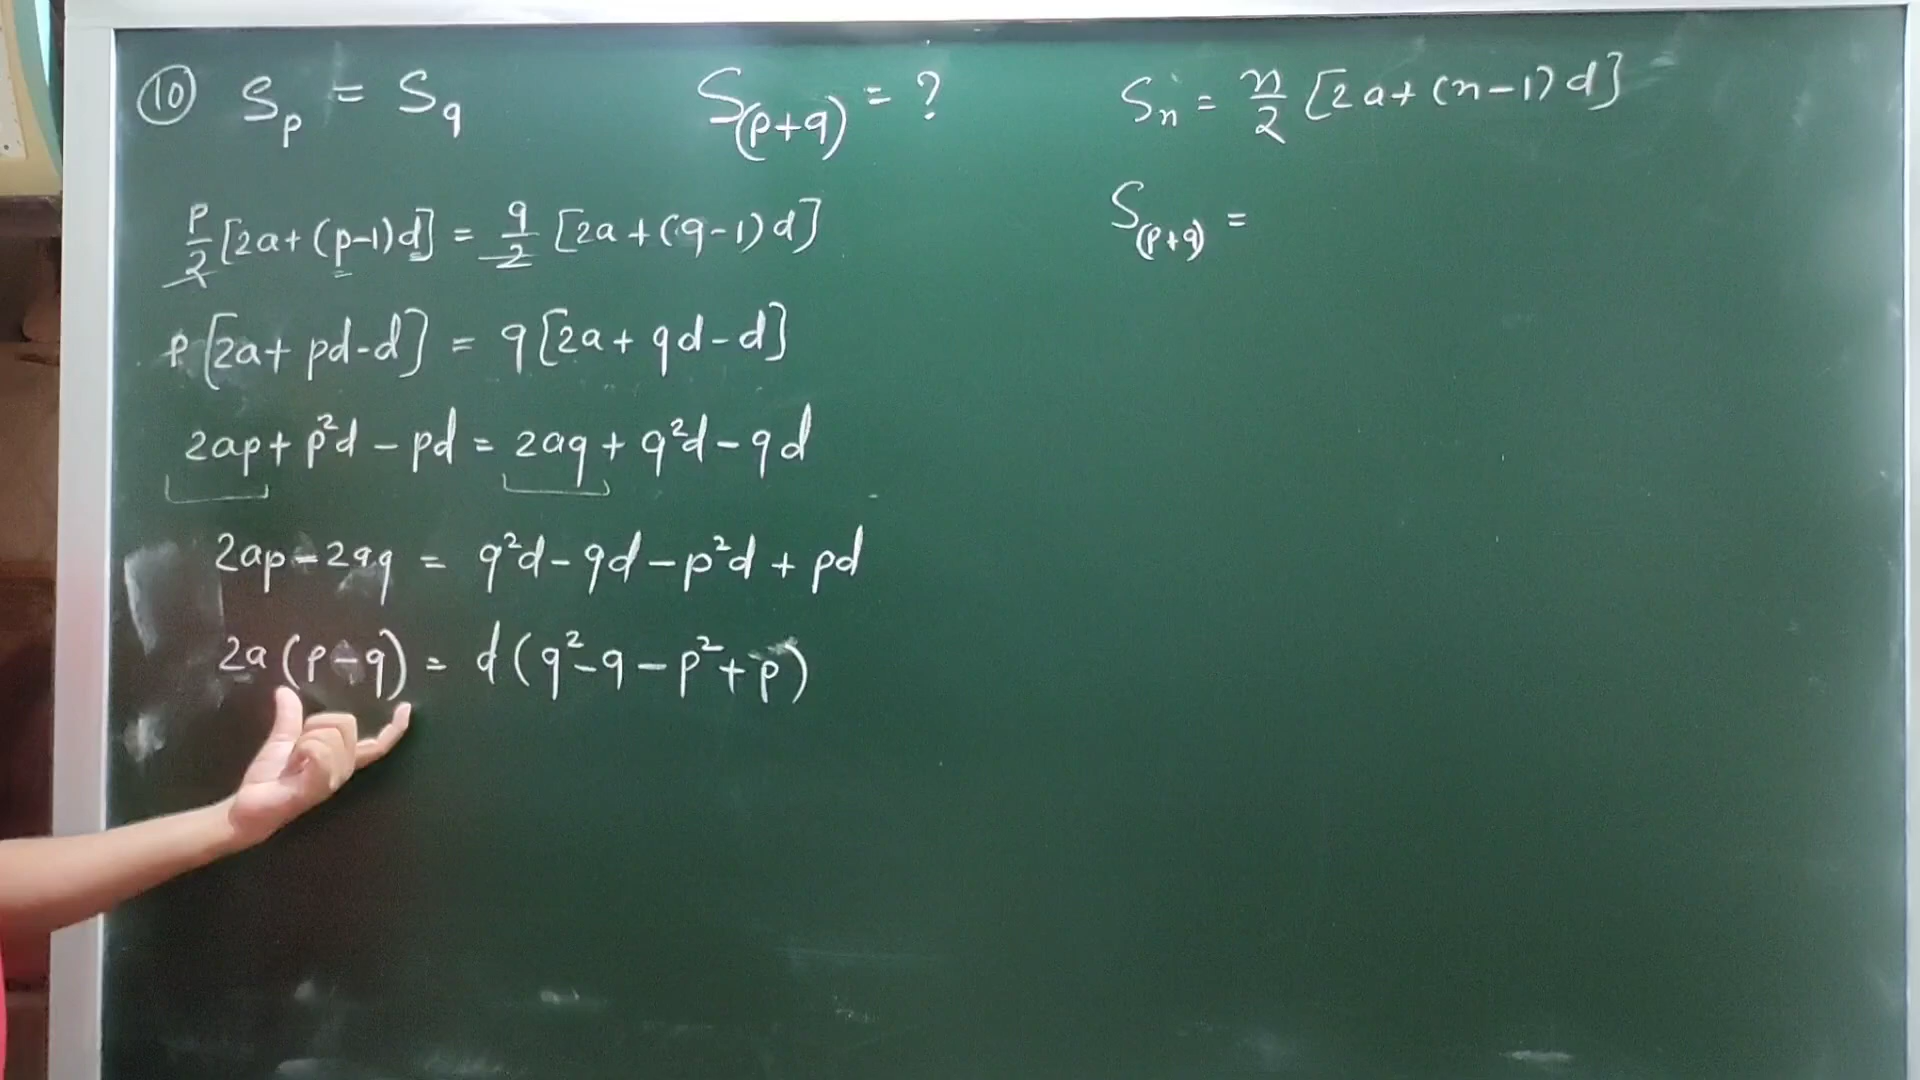 (10) Sp = Sq    S(p+q) = ?    Sn = n/2 [2a+(n-1)d]
p/2 [2a+(p-1)d] = q/2 [2a+(q-1)d]    S(p+q) =
p[2a+pd-d] = q[2a+qd-d]
2ap+p²d-pd = 2aq+q²d-qd
2ap-2aq = q²d-qd-p²d+pd
2a(p-q) = d(q²-q-p²+p)